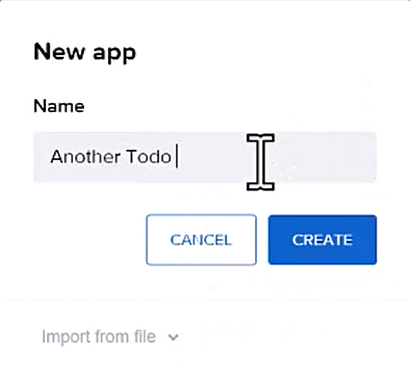 New app
Name
Another Todo
CANCEL
CREATE
Import from file